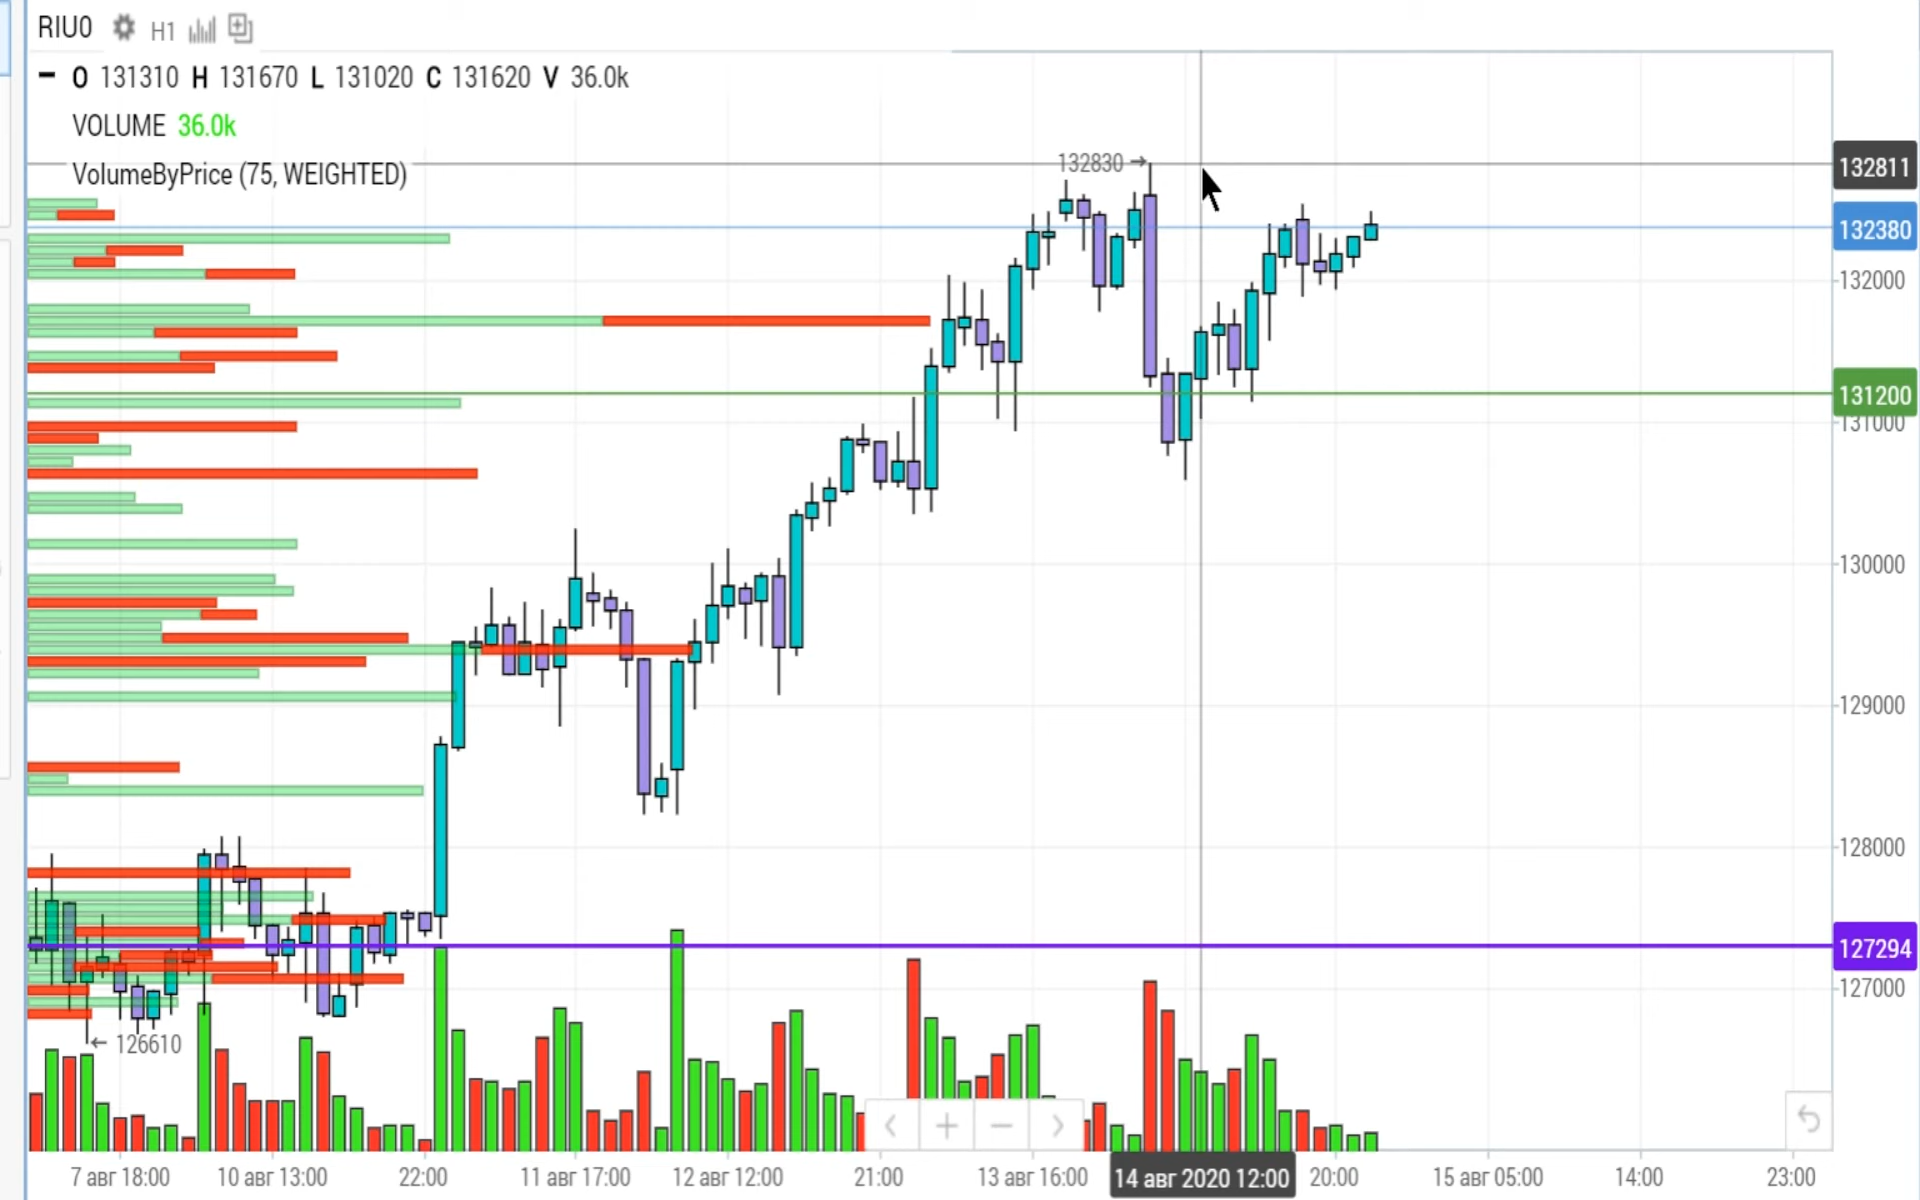 RIU0 H1
O 131310 H 131670 L 131020 C 131620 V 36.0k
VOLUME 36.0k
VolumeByPrice (75, WEIGHTED)
132830 →
132811
132380
132000
131200
131000
130000
129000
128000
127294
127000
← 126610
7 авг 18:00 10 авг 13:00 22:00 11 авг 17:00 12 авг 12:00 21:00 13 авг 16:00 14 авг 2020 12:00 20:00 15 авг 05:00 14:00 23:00